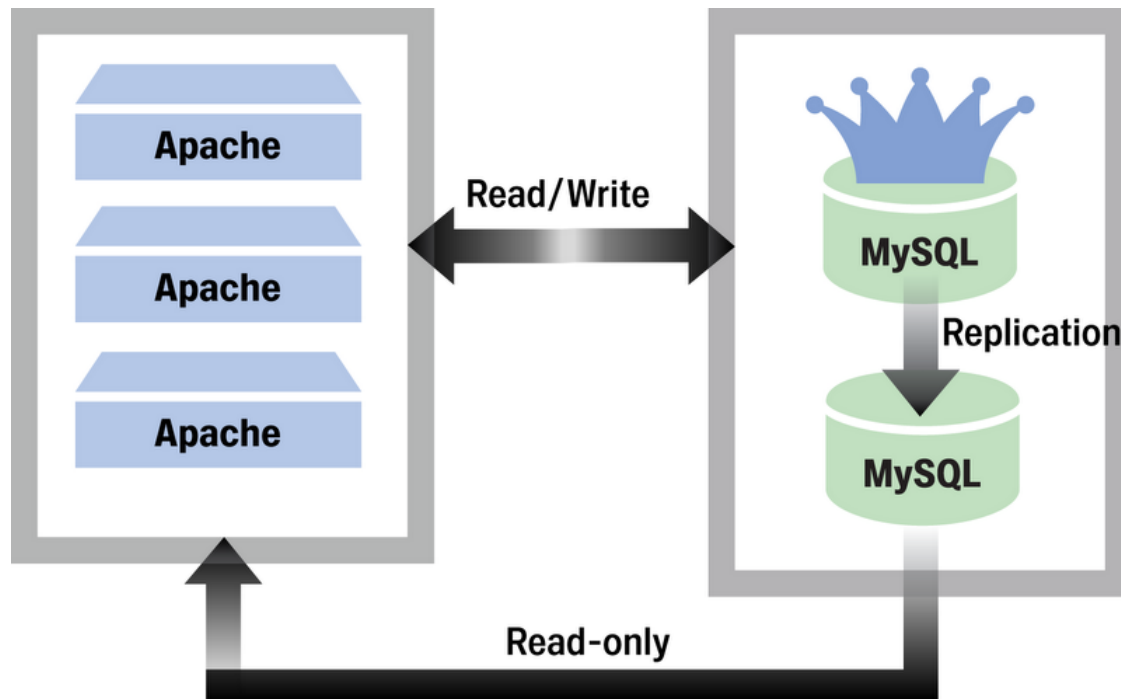 Apache
Apache
Apache
Read/Write
MySQL
Replication
MySQL
Read-only